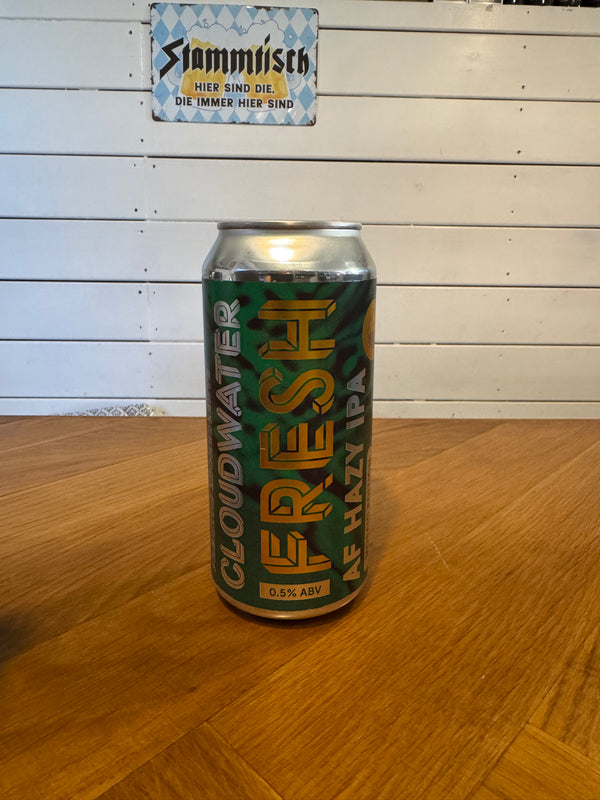 Stammtisch
HIER SIND DIE.
DIE IMMER HIER SIND
CLOUDWATER
FRESH
AF HAZY IPA
0.5% ABV